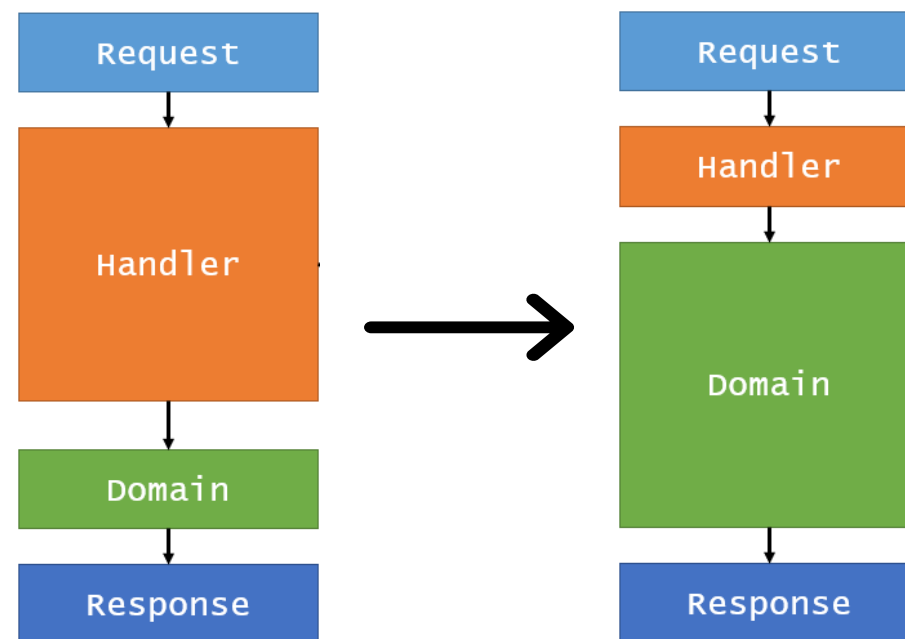 Request
Handler
Domain
Response
Request
Handler
Domain
Response